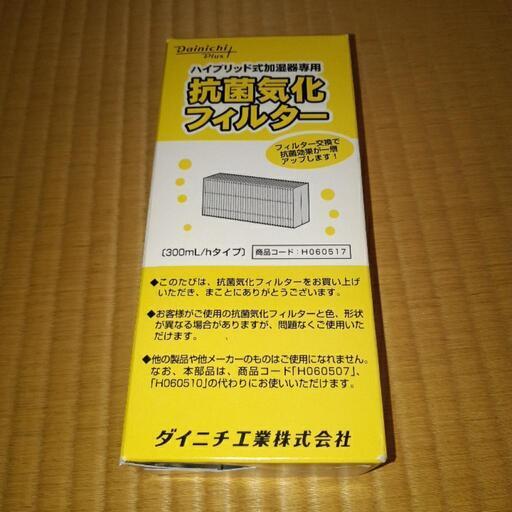 Dainichi
Plus+
ハイブリッド式加湿器専用
抗菌気化
フィルター
フィルター交換で
抗菌効果が一層
アップします!
〔300mL/hタイプ〕 商品コード:H060517
◆このたびは、抗菌気化フィルターをお買い上げ
いただき、まことにありがとうございます。
◆お客様がご使用の抗菌気化フィルターと色、形状
が異なる場合がありますが、問題なくご使用いた
だけます。
◆他の製品や他メーカーのものはご使用になれません。
なお、本部品は、商品コード「H060507」、
「H060510」の代わりにお使いいただけます。
ダイニチ工業株式会社